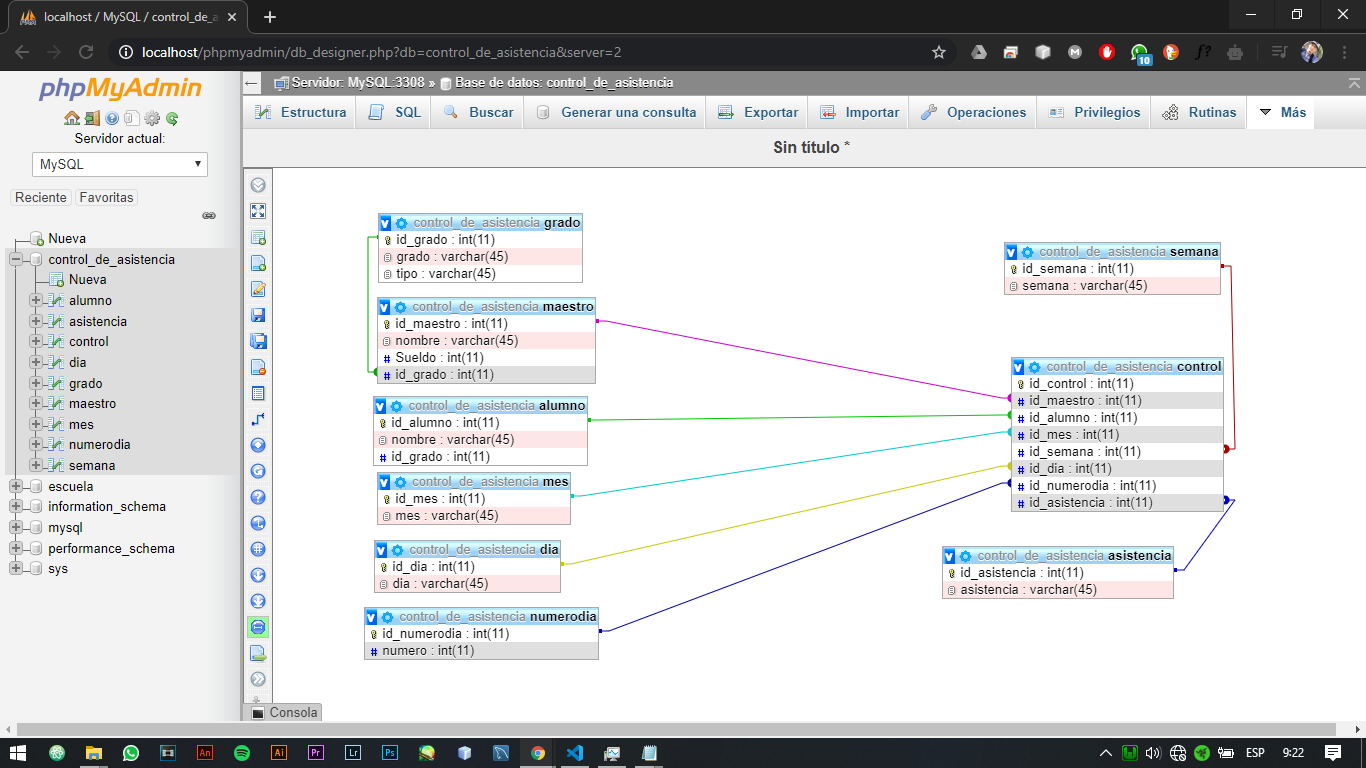 localhost / MySQL / control_de_a
localhost/phpmyadmin/db_designer.php?db=control_de_asistencia&server=2
10
phpMyAdmin
Servidor actual:
MySQL
Reciente
Favoritas
Nueva
control_de_asistencia
Nueva
alumno
asistencia
control
dia
grado
maestro
mes
numerodia
semana
escuela
information_schema
mysql
performance_schema
sys
Servidor: MySQL:3308 » Base de datos: control_de_asistencia
Estructura
SQL
Buscar
Generar una consulta
Exportar
Importar
Operaciones
Privilegios
Rutinas
Más
Sin título *
control_de_asistencia grado
id_grado : int(11)
grado : varchar(45)
tipo : varchar(45)
control_de_asistencia maestro
id_maestro : int(11)
nombre : varchar(45)
# Sueldo : int(11)
# id_grado : int(11)
control_de_asistencia alumno
id_alumno : int(11)
nombre : varchar(45)
# id_grado : int(11)
control_de_asistencia mes
id_mes : int(11)
mes : varchar(45)
control_de_asistencia dia
id_dia : int(11)
dia : varchar(45)
control_de_asistencia numerodia
id_numerodia : int(11)
# numero : int(11)
control_de_asistencia semana
id_semana : int(11)
semana : varchar(45)
control_de_asistencia control
id_control : int(11)
# id_maestro : int(11)
# id_alumno : int(11)
# id_mes : int(11)
# id_semana : int(11)
# id_dia : int(11)
# id_numerodia : int(11)
# id_asistencia : int(11)
control_de_asistencia asistencia
id_asistencia : int(11)
asistencia : varchar(45)
Consola
An
Ai
Pr
Lr
Ps
ESP
9:22